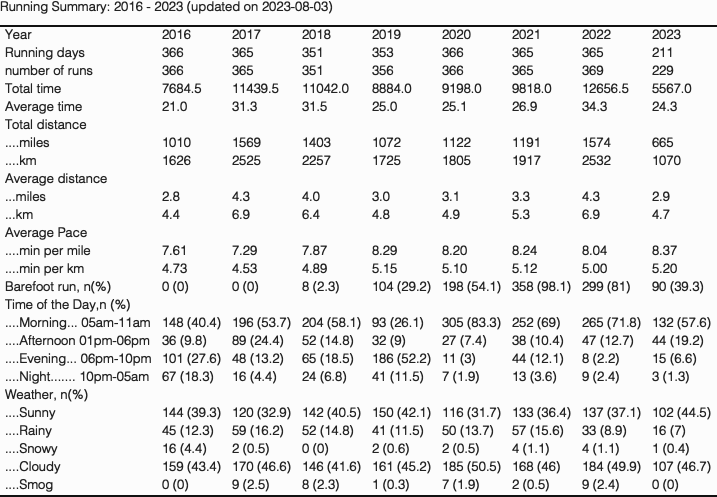 Running Summary: 2016 - 2023 (updated on 2023-08-03)
Year 2016 2017 2018 2019 2020 2021 2022 2023
Running days 366 365 351 353 366 365 365 211
number of runs 366 365 351 356 366 365 369 229
Total time 7684.5 11439.5 11042.0 8884.0 9198.0 9818.0 12656.5 5567.0
Average time 21.0 31.3 31.5 25.0 25.1 26.9 34.3 24.3
Total distance
....miles 1010 1569 1403 1072 1122 1191 1574 665
....km 1626 2525 2257 1725 1805 1917 2532 1070
Average distance
...miles 2.8 4.3 4.0 3.0 3.1 3.3 4.3 2.9
...km 4.4 6.9 6.4 4.8 4.9 5.3 6.9 4.7
Average Pace
....min per mile 7.61 7.29 7.87 8.29 8.20 8.24 8.04 8.37
....min per km 4.73 4.53 4.89 5.15 5.10 5.12 5.00 5.20
Barefoot run, n(%) 0 (0) 0 (0) 8 (2.3) 104 (29.2) 198 (54.1) 358 (98.1) 299 (81) 90 (39.3)
Time of the Day,n (%)
....Morning... 05am-11am 148 (40.4) 196 (53.7) 204 (58.1) 93 (26.1) 305 (83.3) 252 (69) 265 (71.8) 132 (57.6)
....Afternoon 01pm-06pm 36 (9.8) 89 (24.4) 52 (14.8) 32 (9) 27 (7.4) 38 (10.4) 47 (12.7) 44 (19.2)
....Evening... 06pm-10pm 101 (27.6) 48 (13.2) 65 (18.5) 186 (52.2) 11 (3) 44 (12.1) 8 (2.2) 15 (6.6)
....Night....... 10pm-05am 67 (18.3) 16 (4.4) 24 (6.8) 41 (11.5) 7 (1.9) 13 (3.6) 9 (2.4) 3 (1.3)
Weather, n(%)
....Sunny 144 (39.3) 120 (32.9) 142 (40.5) 150 (42.1) 116 (31.7) 133 (36.4) 137 (37.1) 102 (44.5)
....Rainy 45 (12.3) 59 (16.2) 52 (14.8) 41 (11.5) 50 (13.7) 57 (15.6) 33 (8.9) 16 (7)
....Snowy 16 (4.4) 2 (0.5) 0 (0) 2 (0.6) 2 (0.5) 4 (1.1) 4 (1.1) 1 (0.4)
....Cloudy 159 (43.4) 170 (46.6) 146 (41.6) 161 (45.2) 185 (50.5) 168 (46) 184 (49.9) 107 (46.7)
....Smog 0 (0) 9 (2.5) 8 (2.3) 1 (0.3) 7 (1.9) 2 (0.5) 9 (2.4) 0 (0)